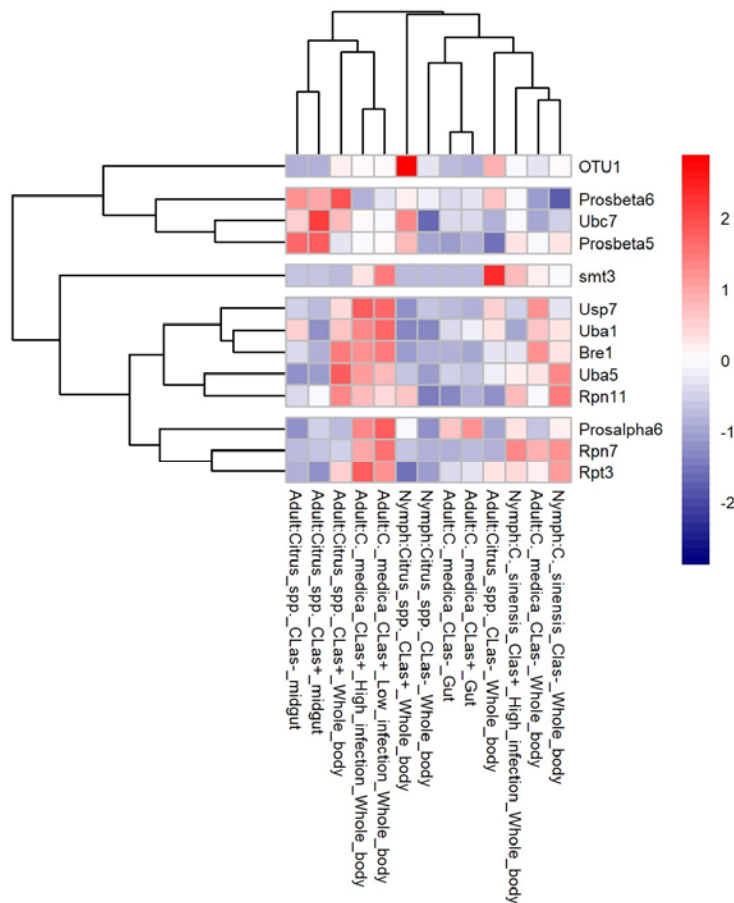 OTU1
Prosbeta6
Ubc7
Prosbeta5
smt3
Usp7
Uba1
Bre1
Uba5
Rpn11
Prosalpha6
Rpn7
Rpt3
2
1
0
-1
-2
Adult:Citrus_spp._CLas-_midgut
Adult:Citrus_spp._CLas+_midgut
Adult:Citrus_spp._CLas+_Whole_body
Adult:C._medica_CLas+_High_infection_Whole_body
Adult:C._medica_CLas+_Low_infection_Whole_body
Nymph:Citrus_spp._CLas+_Whole_body
Nymph:Citrus_spp._CLas-_Whole_body
Adult:C._medica_CLas-_Gut
Adult:C._medica_CLas+_Gut
Adult:Citrus_spp._CLas-_Whole_body
Nymph:C._sinensis_Clas+_High_infection_Whole_body
Adult:C._medica_CLas-_Whole_body
Nymph:C._sinensis_Clas-_Whole_body